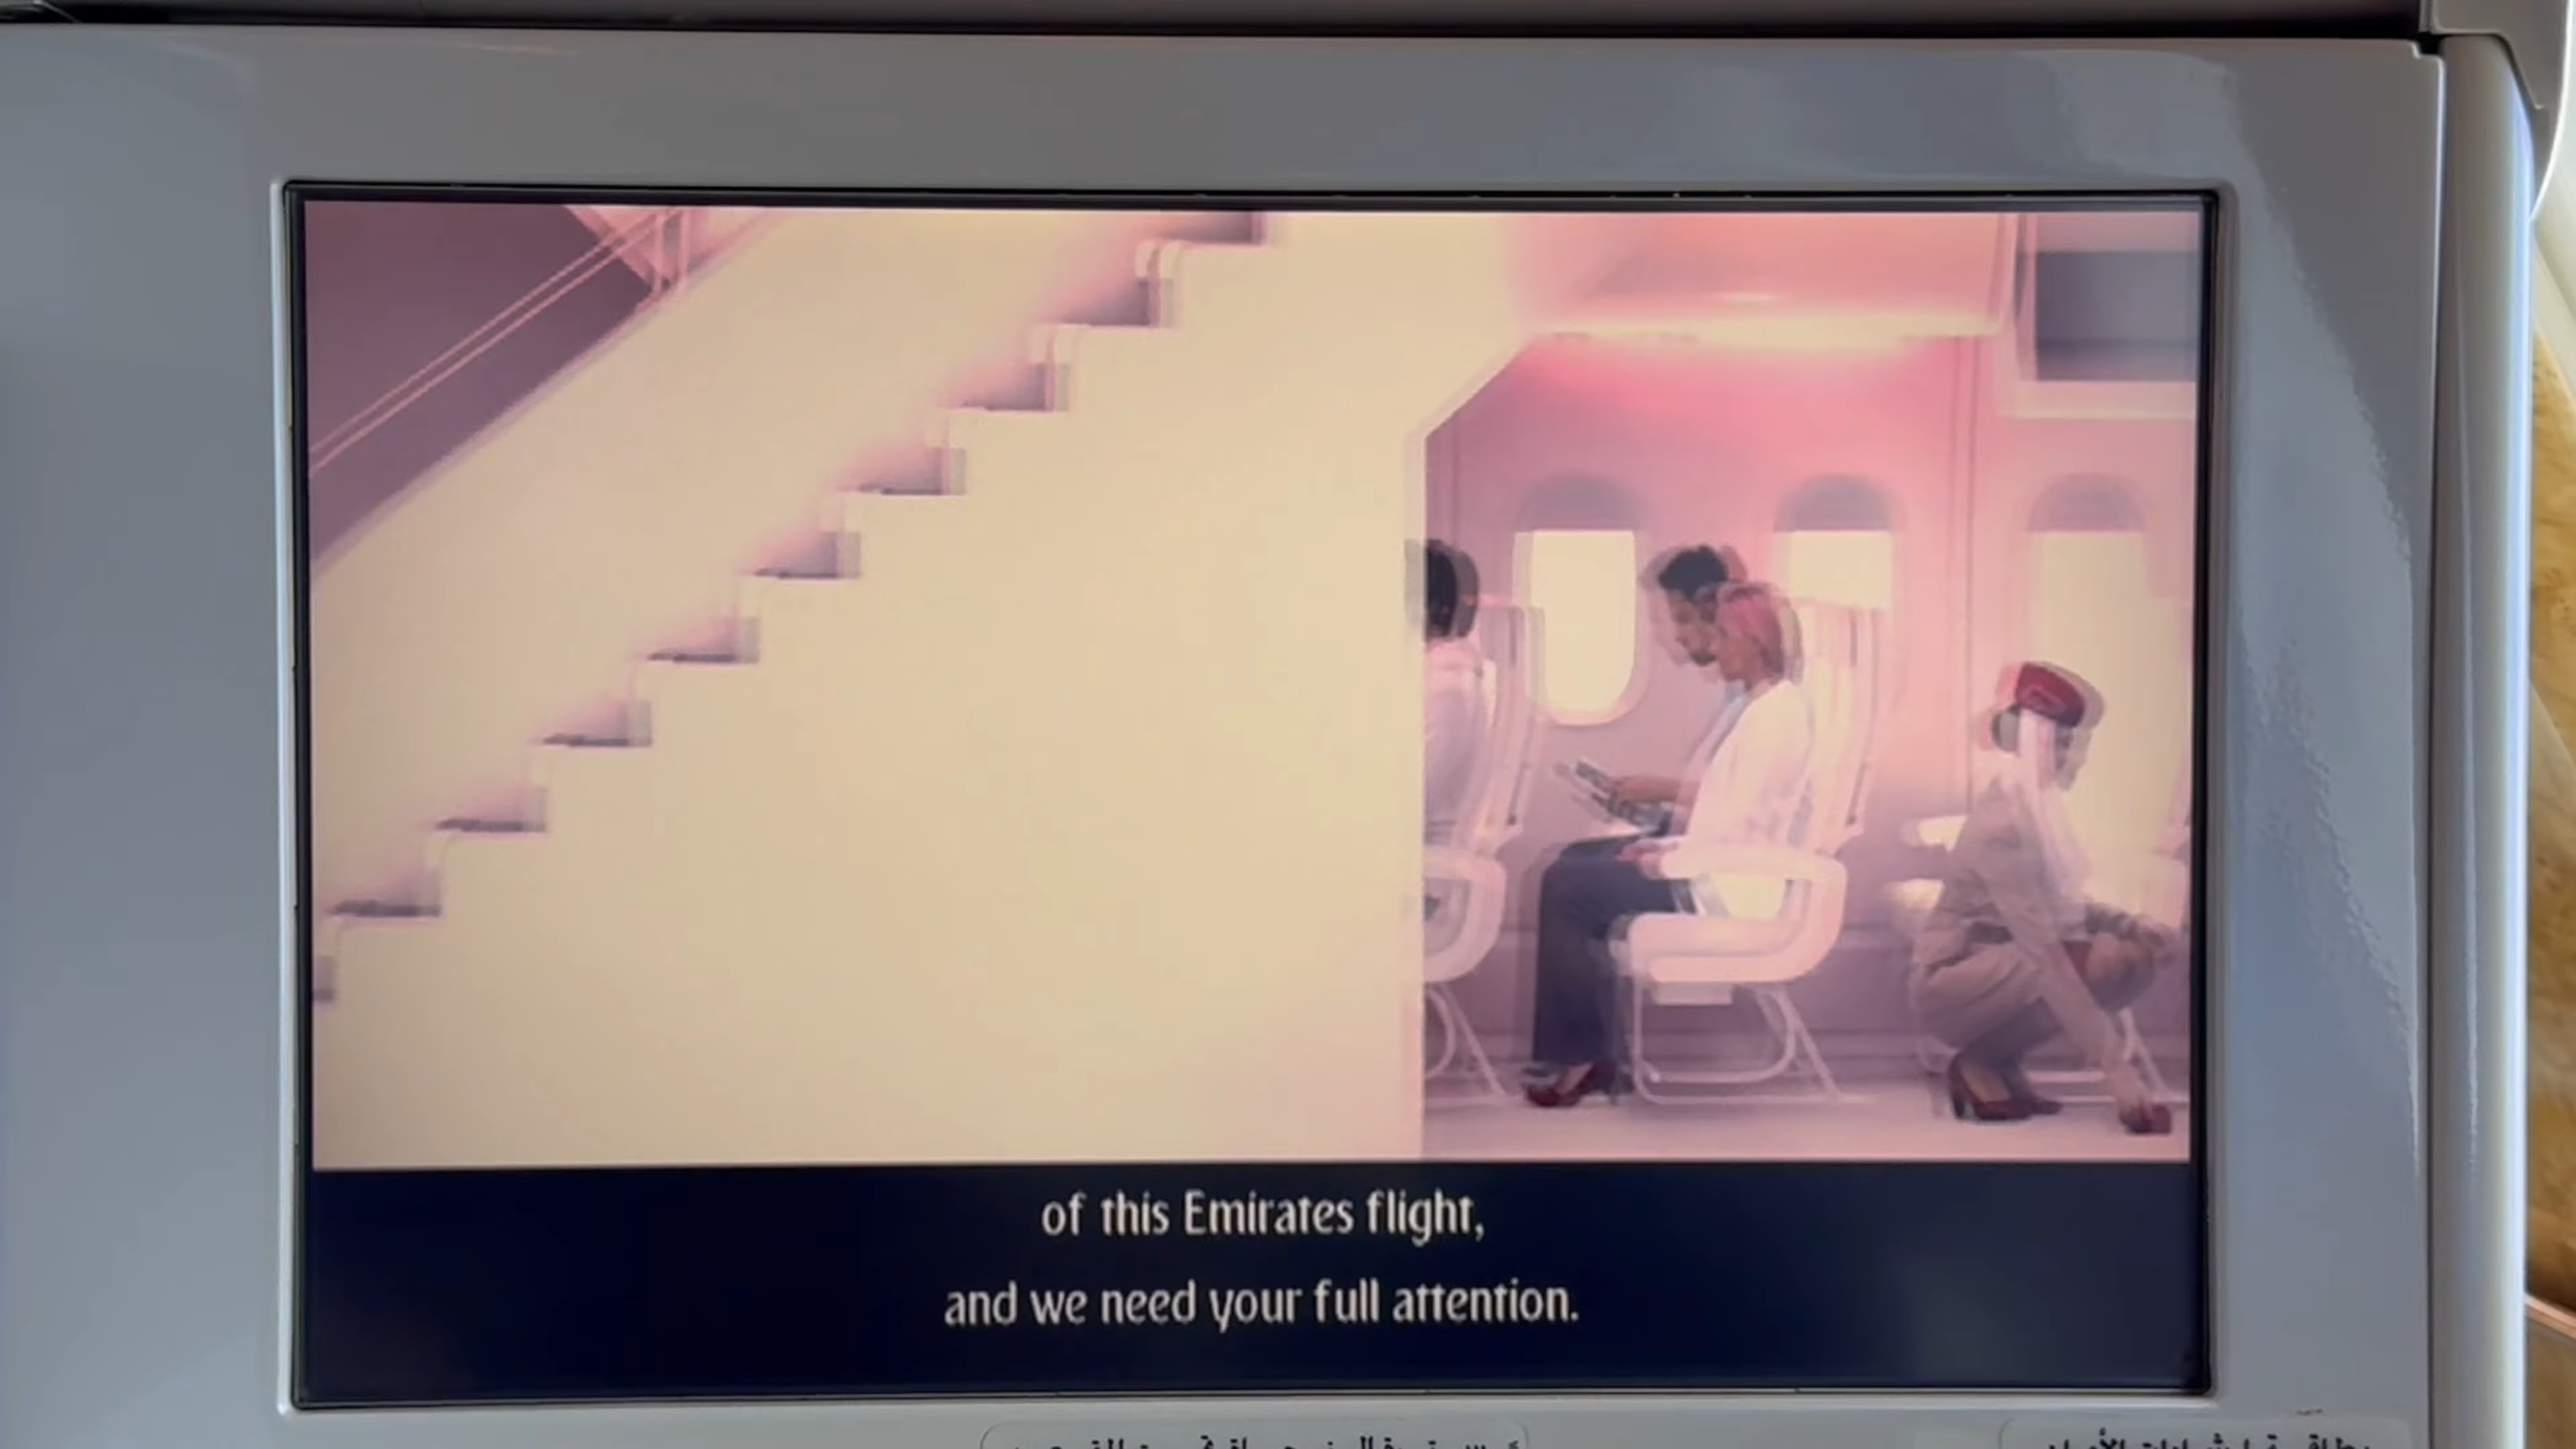 of this Emirates flight,
and we need your full attention.